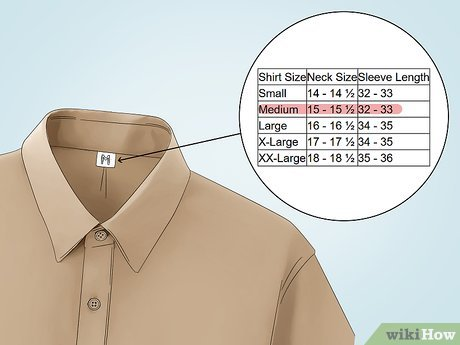 Shirt Size Neck Size Sleeve Length
Small 14 - 14 ½ 32 - 33
Medium 15 - 15 ½ 32 - 33
Large 16 - 16 ½ 34 - 35
X-Large 17 - 17 ½ 34 - 35
XX-Large 18 - 18 ½ 35 - 36
M
wikiHow